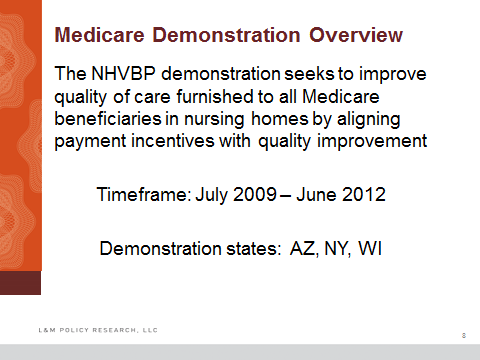 Medicare Demonstration Overview
The NHVBP demonstration seeks to improve
quality of care furnished to all Medicare
beneficiaries in nursing homes by aligning
payment incentives with quality improvement
Timeframe: July 2009 – June 2012
Demonstration states: AZ, NY, WI
L&M POLICY RESEARCH, LLC
8